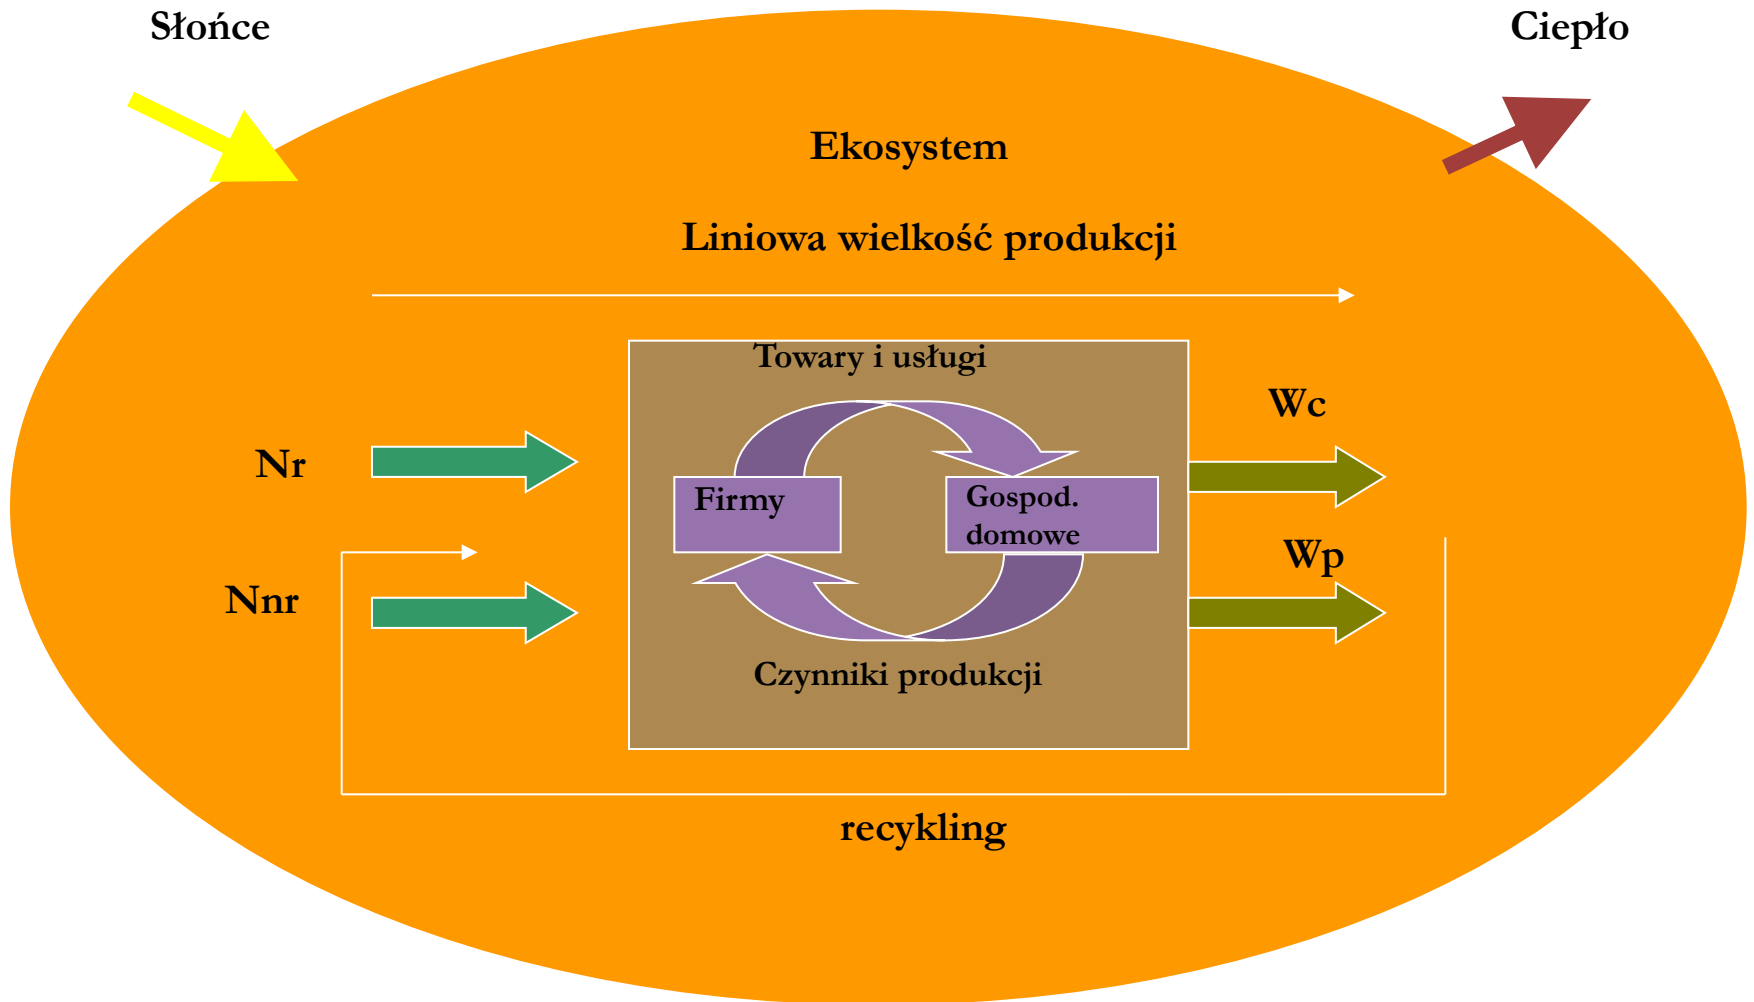 Słońce
Ciepło
Ekosystem
Liniowa wielkość produkcji
Towary i usługi
Wc
Nr
Firmy
Gospod.
domowe
Wp
Nnr
Czynniki produkcji
recykling